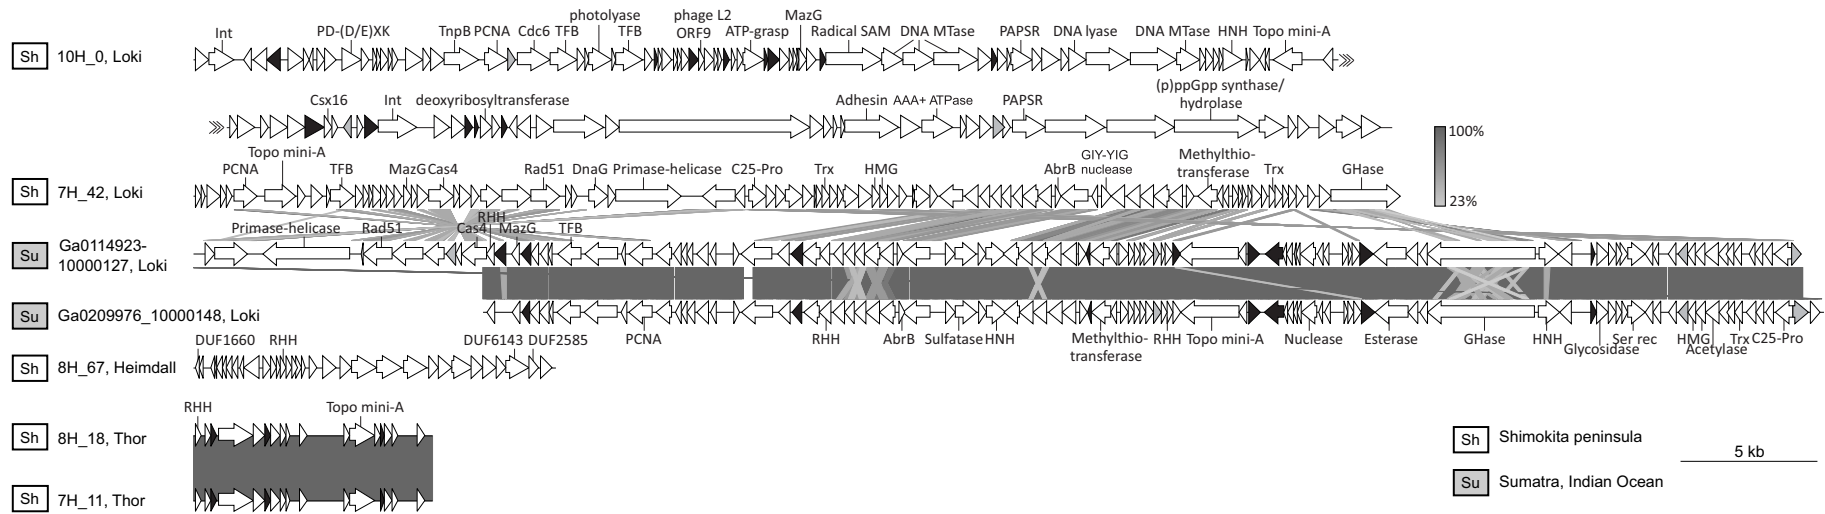 photolyase phage L2 MazG
Int PD-(D/E)XK TnpB PCNA Cdc6 TFB TFB ORF9 ATP-grasp Radical SAM DNA MTase PAPSR DNA lyase DNA MTase HNH Topo mini-A
Sh 10H_0, Loki
(p)ppGpp synthase/
Csx16 Int deoxyribosyltransferase Adhesin AAA+ ATPase PAPSR hydrolase
100%
23%
Topo mini-A GIY-YIG Methylthio-
PCNA TFB MazG Cas4 Rad51 DnaG Primase-helicase C25-Pro Trx HMG AbrB nuclease transferase Trx GHase
Sh 7H_42, Loki
RHH
Primase-helicase Rad51 Cas4 MazG TFB
Su Ga0114923-
10000127, Loki
Su Ga0209976_10000148, Loki
PCNA RHH AbrB Sulfatase HNH Methylthio- RHH Topo mini-A Nuclease Esterase GHase HNH Glycosidase Ser rec HMG Acetylase Trx C25-Pro
transferase
DUF1660 RHH DUF6143 DUF2585
Sh 8H_67, Heimdall
RHH Topo mini-A
Sh 8H_18, Thor
Sh 7H_11, Thor
Sh Shimokita peninsula
Su Sumatra, Indian Ocean
5 kb